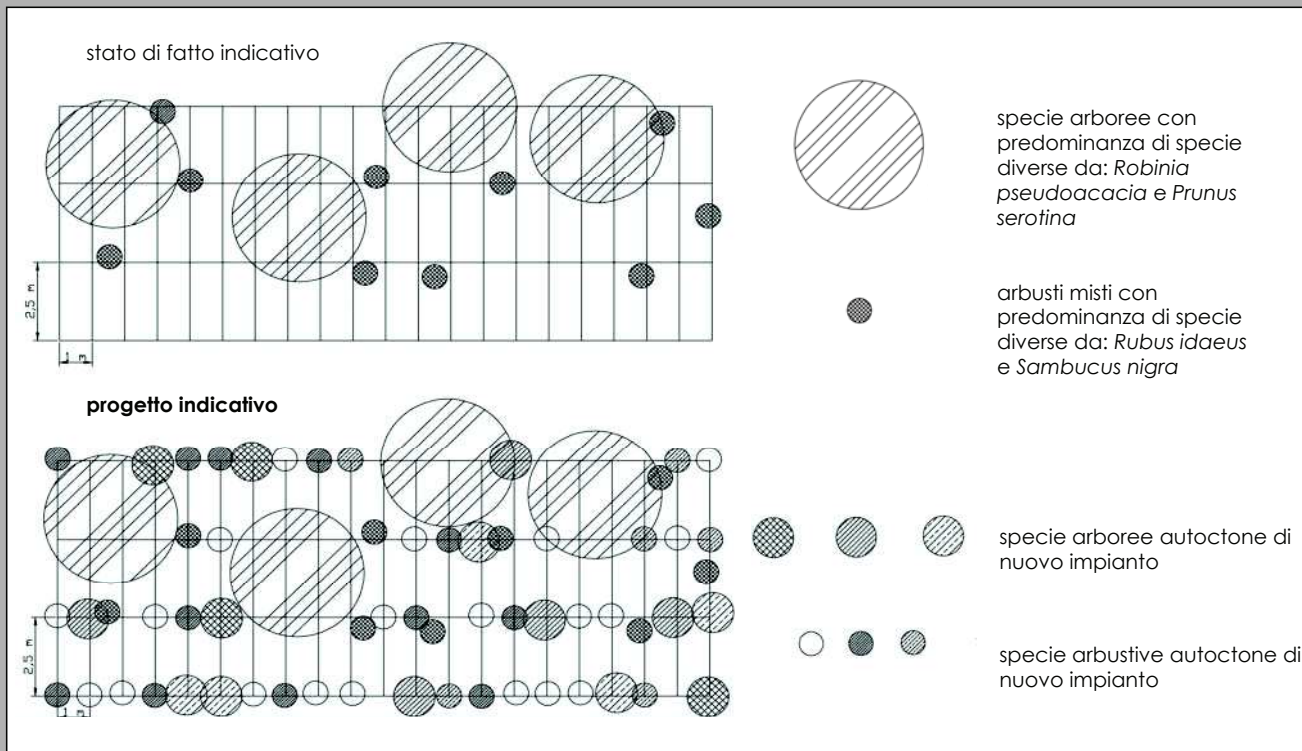 stato di fatto indicativo
2,5 m
1 m
specie arboree con
predominanza di specie
diverse da: Robinia
pseudoacacia e Prunus
serotina
arbusti misti con
predominanza di specie
diverse da: Rubus idaeus
e Sambucus nigra
progetto indicativo
2,5 m
1 m
specie arboree autoctone di
nuovo impianto
specie arbustive autoctone di
nuovo impianto